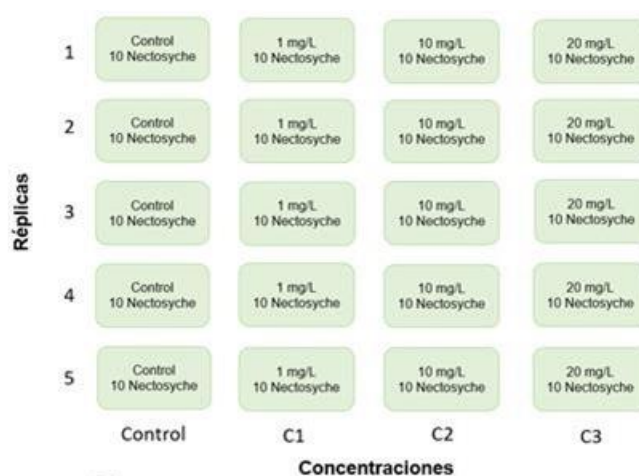 1
Control
10 Nectosyche
1 mg/L
10 Nectosyche
10 mg/L
10 Nectosyche
20 mg/L
10 Nectosyche
2
Control
10 Nectosyche
1 mg/L
10 Nectosyche
10 mg/L
10 Nectosyche
20 mg/L
10 Nectosyche
Réplicas
3
Control
10 Nectosyche
1 mg/L
10 Nectosyche
10 mg/L
10 Nectosyche
20 mg/L
10 Nectosyche
4
Control
10 Nectosyche
1 mg/L
10 Nectosyche
10 mg/L
10 Nectosyche
20 mg/L
10 Nectosyche
5
Control
10 Nectosyche
1 mg/L
10 Nectosyche
10 mg/L
10 Nectosyche
20 mg/L
10 Nectosyche
Control
C1
C2
C3
Concentraciones